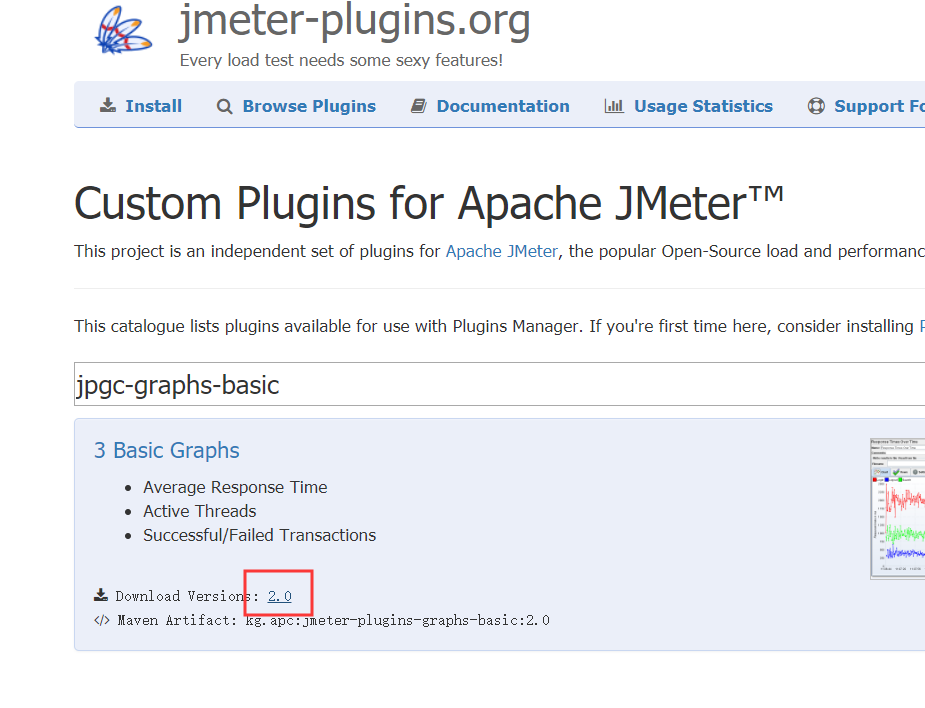 jmeter-plugins.org
Every load test needs some sexy features!
Install Browse Plugins Documentation Usage Statistics Support Fo
Custom Plugins for Apache JMeter™
This project is an independent set of plugins for Apache JMeter, the popular Open-Source load and performanc
This catalogue lists plugins available for use with Plugins Manager. If you're first time here, consider installing P
jpgc-graphs-basic
3 Basic Graphs
Average Response Time
Active Threads
Successful/Failed Transactions
Download Versions: 2.0
</> Maven Artifact: kg.apc:jmeter-plugins-graphs-basic:2.0